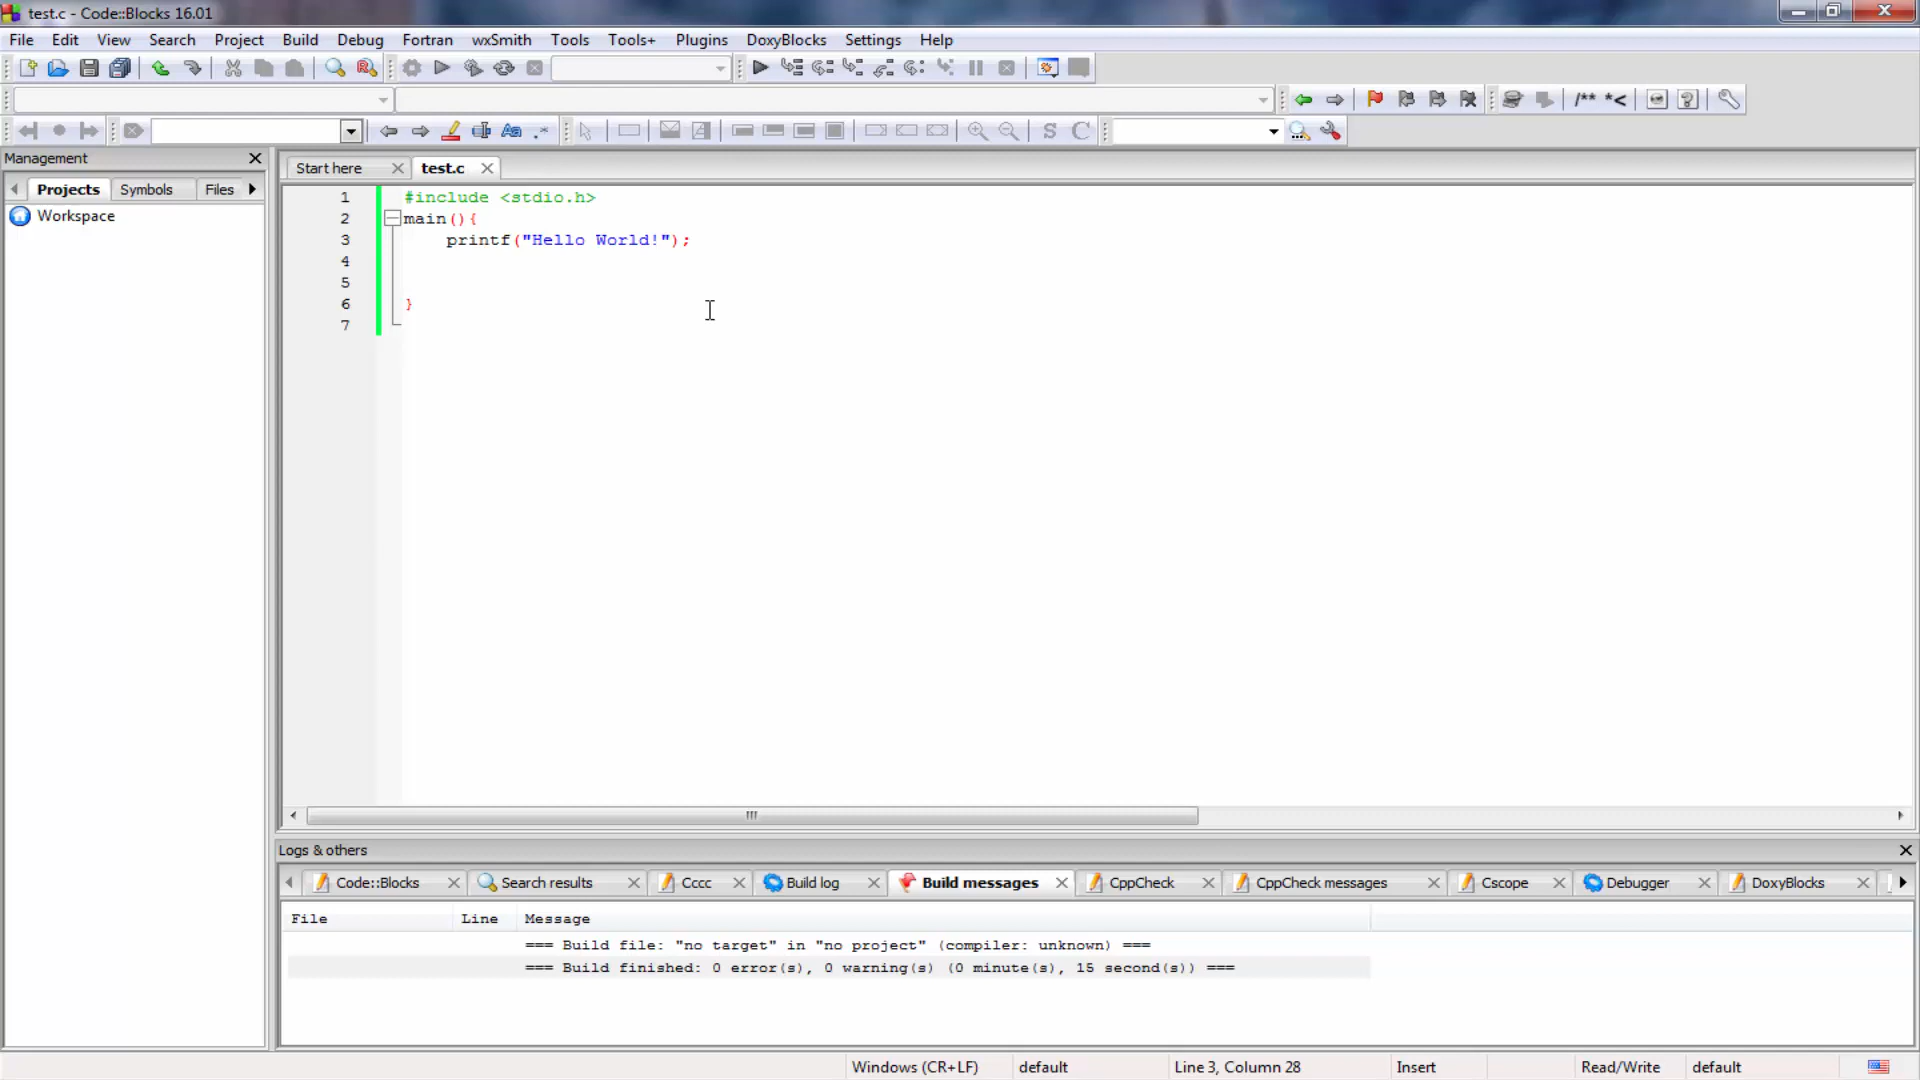 test.c - Code::Blocks 16.01
File Edit View Search Project Build Debug Fortran wxSmith Tools Tools+ Plugins DoxyBlocks Settings Help
/** *<
Management
Projects Symbols Files
Workspace
Start here test.c
1 #include <stdio.h>
2 main(){
3 printf("Hello World!");
4
5
6 }
7
Logs & others
Code::Blocks Search results Cccc Build log Build messages CppCheck CppCheck messages Cscope Debugger DoxyBlocks
File Line Message
=== Build file: "no target" in "no project" (compiler: unknown) ===
=== Build finished: 0 error(s), 0 warning(s) (0 minute(s), 15 second(s)) ===
Windows (CR+LF) default Line 3, Column 28 Insert Read/Write default